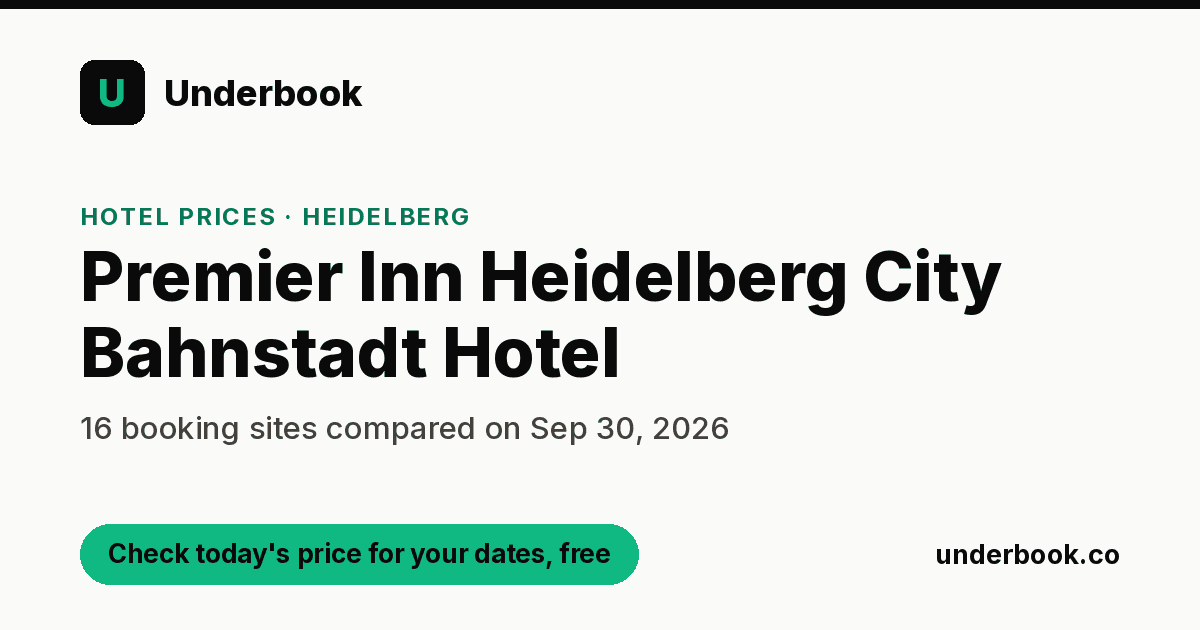 U
Underbook
HOTEL PRICES · HEIDELBERG
Premier Inn Heidelberg City
Bahnstadt Hotel
16 booking sites compared on Sep 30, 2026
Check today's price for your dates, free
underbook.co